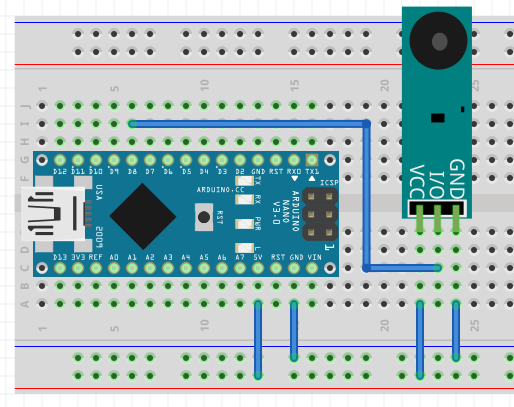 1 5 10 15 20 25
J
I
H
G
F
D12 D11 D10 D9 D8 D7 D6 D5 D4 D3 D2 GND RST RX0 TX1
TX
RX
PWR
L
ARDUINO.CC
RST
ICSP
1
ARDUINO
NANO
V3.0
USA
2009
VCC
I/O
GND
D13 3V3 REF A0 A1 A2 A3 A4 A5 A6 A7 5V RST GND VIN
D
C
B
A
1 5 10 15 20 25